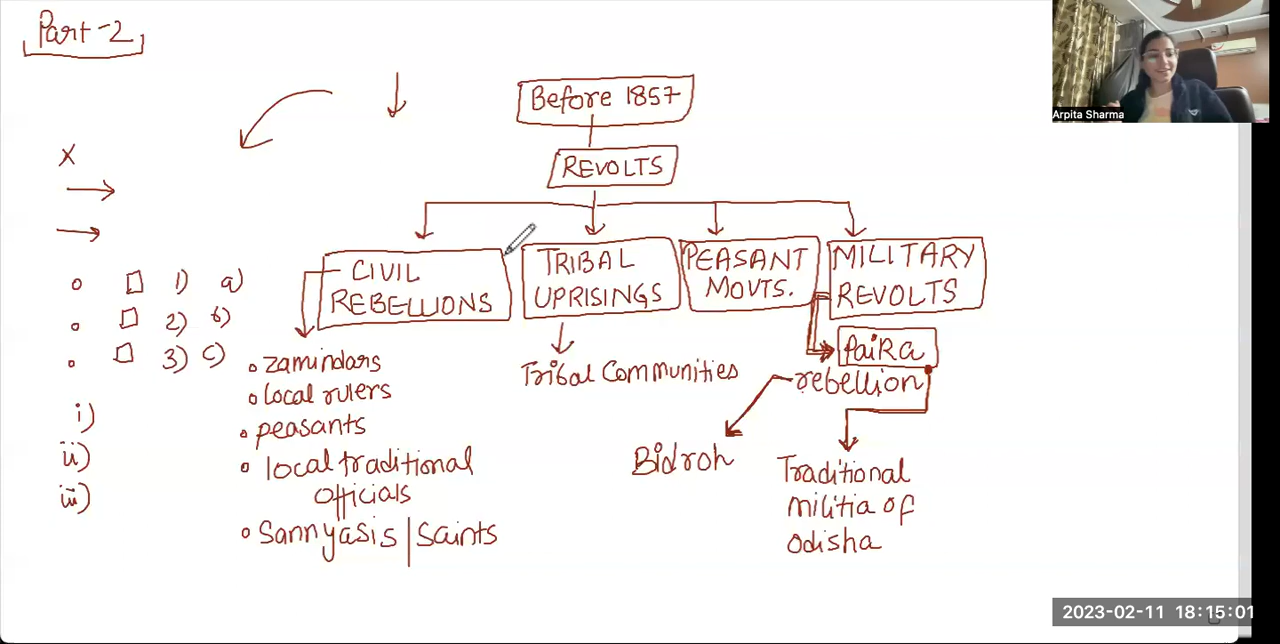 Part-2
Arpita Sharma
Before 1857
REVOLTS
x
CIVIL
REBELLIONS
TRIBAL
UPRISINGS
PEASANT
MOVTS.
MILITARY
REVOLTS
1) a)
2) b)
3) c)
i)
ii)
iii)
zamindars
local rulers
peasants
local traditional
officials
Sannyasis | Saints
Tribal Communities
PaiRa
rebellion
Bidroh
Traditional
militia of
odisha
2023-02-11 18:15:01